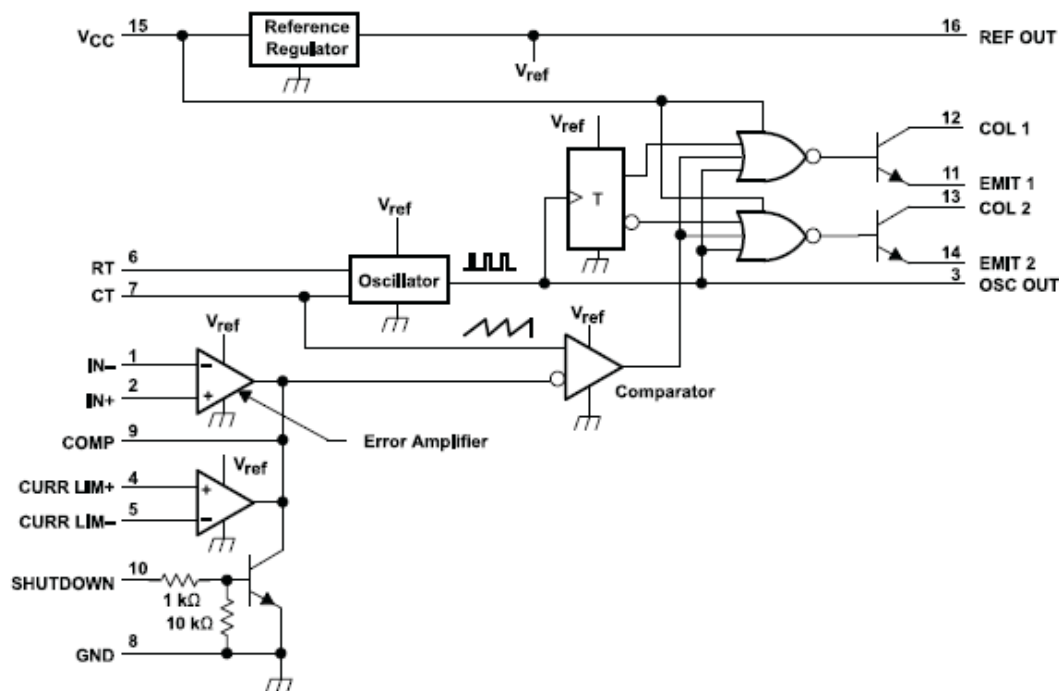 VCC 15
Reference
Regulator
16 REF OUT
Vref
12 COL 1
Vref
11 EMIT 1
T
13 COL 2
Vref
14 EMIT 2
RT 6
Oscillator
3 OSC OUT
CT 7
Vref
Vref
IN– 1
Comparator
IN+ 2
COMP 9
Error Amplifier
Vref
CURR LIM+ 4
CURR LIM– 5
SHUTDOWN 10
1 kΩ
10 kΩ
GND 8